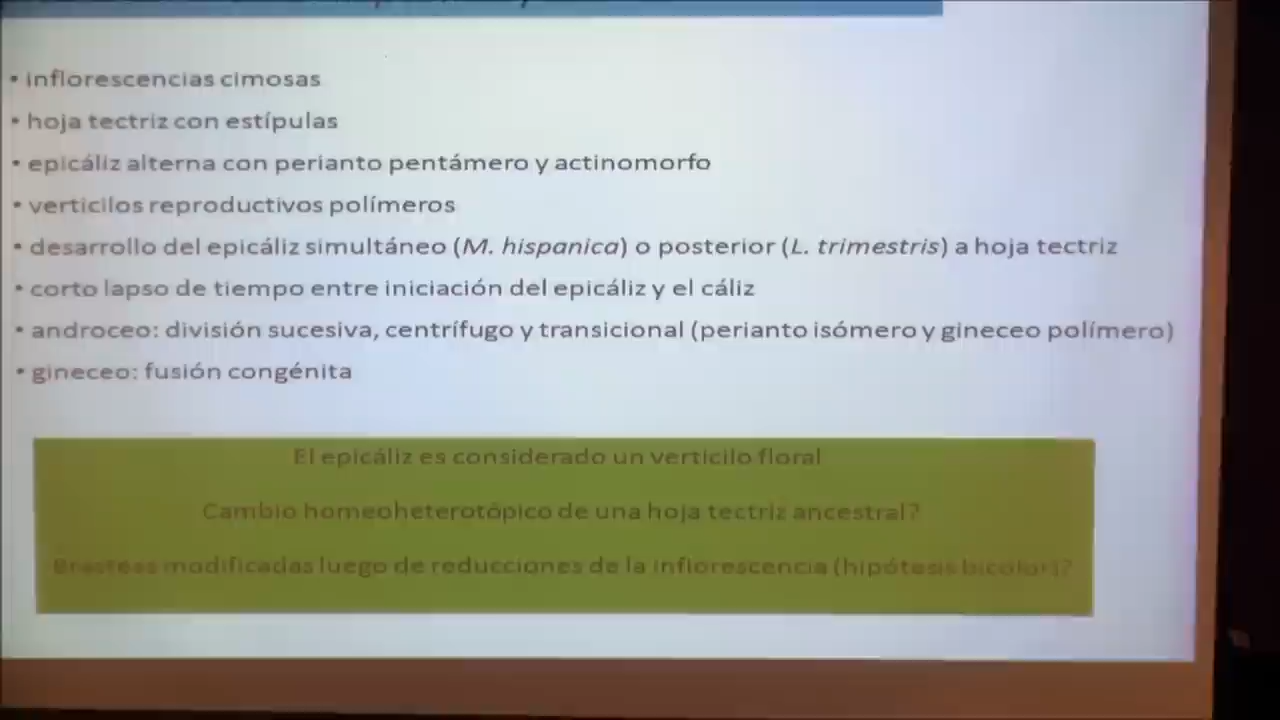 • inflorescencias cimosas
• hoja tectriz con estípulas
• epicáliz alterna con perianto pentámero y actinomorfo
• verticilos reproductivos polímeros
• desarrollo del epicáliz simultáneo (M. hispanica) o posterior (L. trimestris) a hoja tectriz
• corto lapso de tiempo entre iniciación del epicáliz y el cáliz
• androceo: división sucesiva, centrífugo y transicional (perianto isómero y gineceo polímero)
• gineceo: fusión congénita
El epicáliz es considerado un verticilo floral
Cambio homeoheterotópico de una hoja tectriz ancestral?
Brácteas modificadas luego de reducciones de la inflorescencia (hipótesis bicolor)?